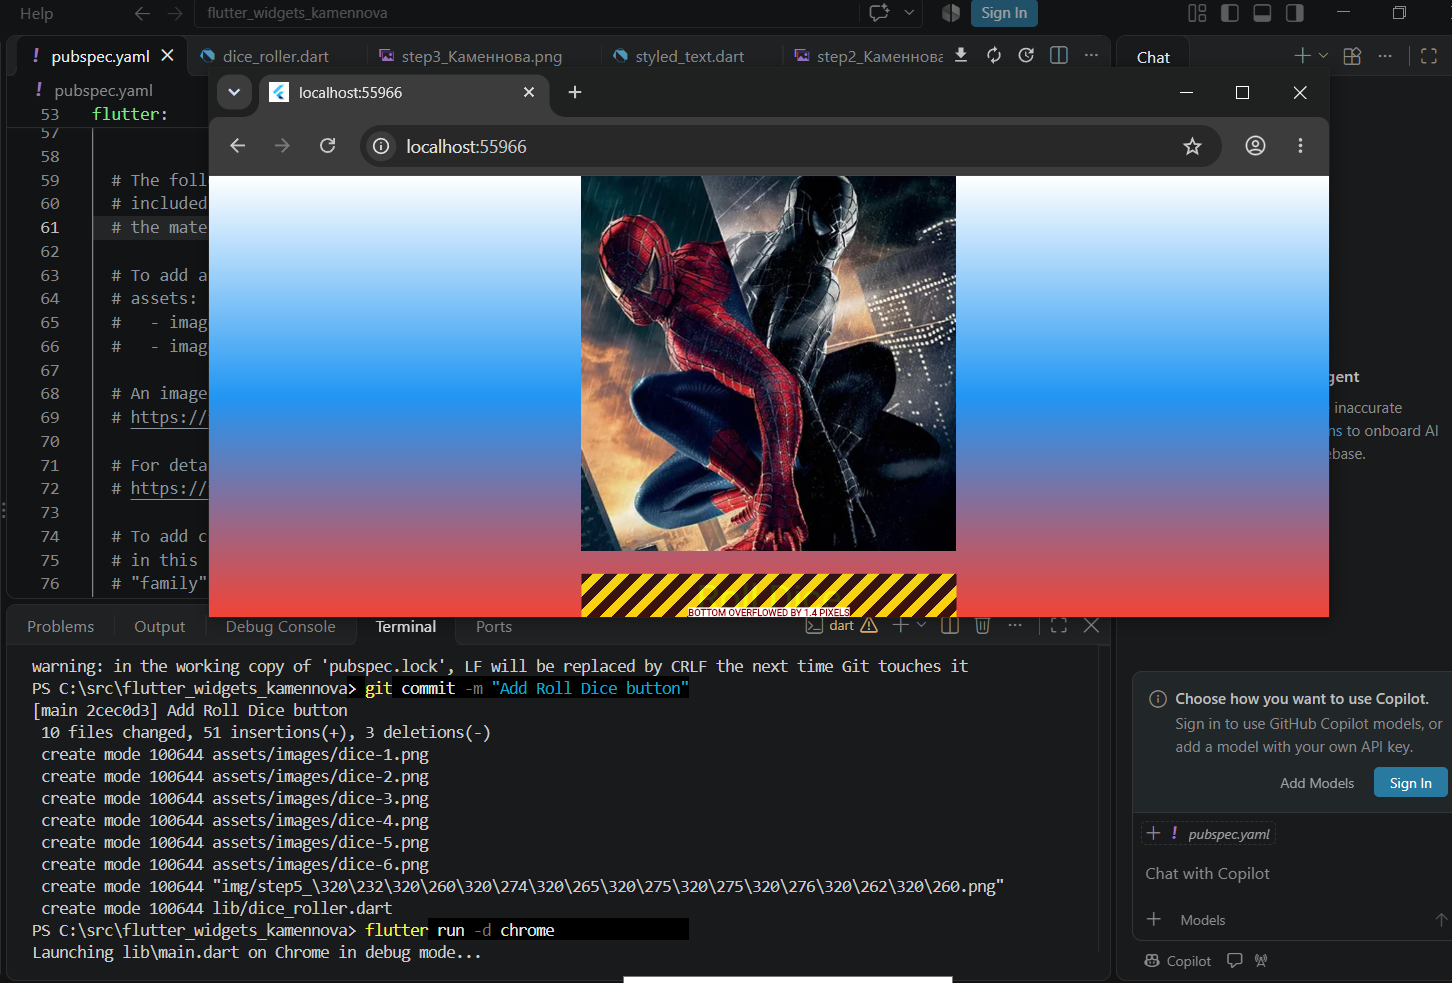 Help
flutter_widgets_kamennova
Sign In
! pubspec.yaml
dice_roller.dart
step3_Каменнова.png
styled_text.dart
step2_Каменнова
Chat
! pubspec.yaml
53 flutter:
57
58
59 # The foll
60 # included
61 # the mate
62
63 # To add a
64 # assets:
65 # - imag
66 # - imag
67
68 # An image
69 # https://
70
71 # For deta
72 # https://
73
74 # To add c
75 # in this
76 # "family"
localhost:55966
localhost:55966
BOTTOM OVERFLOWED BY 1.4 PIXELS
gent
inaccurate
ns to onboard AI
ebase.
Problems
Output
Debug Console
Terminal
Ports
dart
warning: in the working copy of 'pubspec.lock', LF will be replaced by CRLF the next time Git touches it
PS C:\src\flutter_widgets_kamennova> git commit -m "Add Roll Dice button"
[main 2cec0d3] Add Roll Dice button
10 files changed, 51 insertions(+), 3 deletions(-)
create mode 100644 assets/images/dice-1.png
create mode 100644 assets/images/dice-2.png
create mode 100644 assets/images/dice-3.png
create mode 100644 assets/images/dice-4.png
create mode 100644 assets/images/dice-5.png
create mode 100644 assets/images/dice-6.png
create mode 100644 "img/step5_\320\232\320\260\320\274\320\265\320\275\320\275\320\276\320\262\320\260.png"
create mode 100644 lib/dice_roller.dart
PS C:\src\flutter_widgets_kamennova> flutter run -d chrome
Launching lib\main.dart on Chrome in debug mode...
Choose how you want to use Copilot.
Sign in to use GitHub Copilot models, or
add a model with your own API key.
Add Models
Sign In
! pubspec.yaml
Chat with Copilot
Models
Copilot